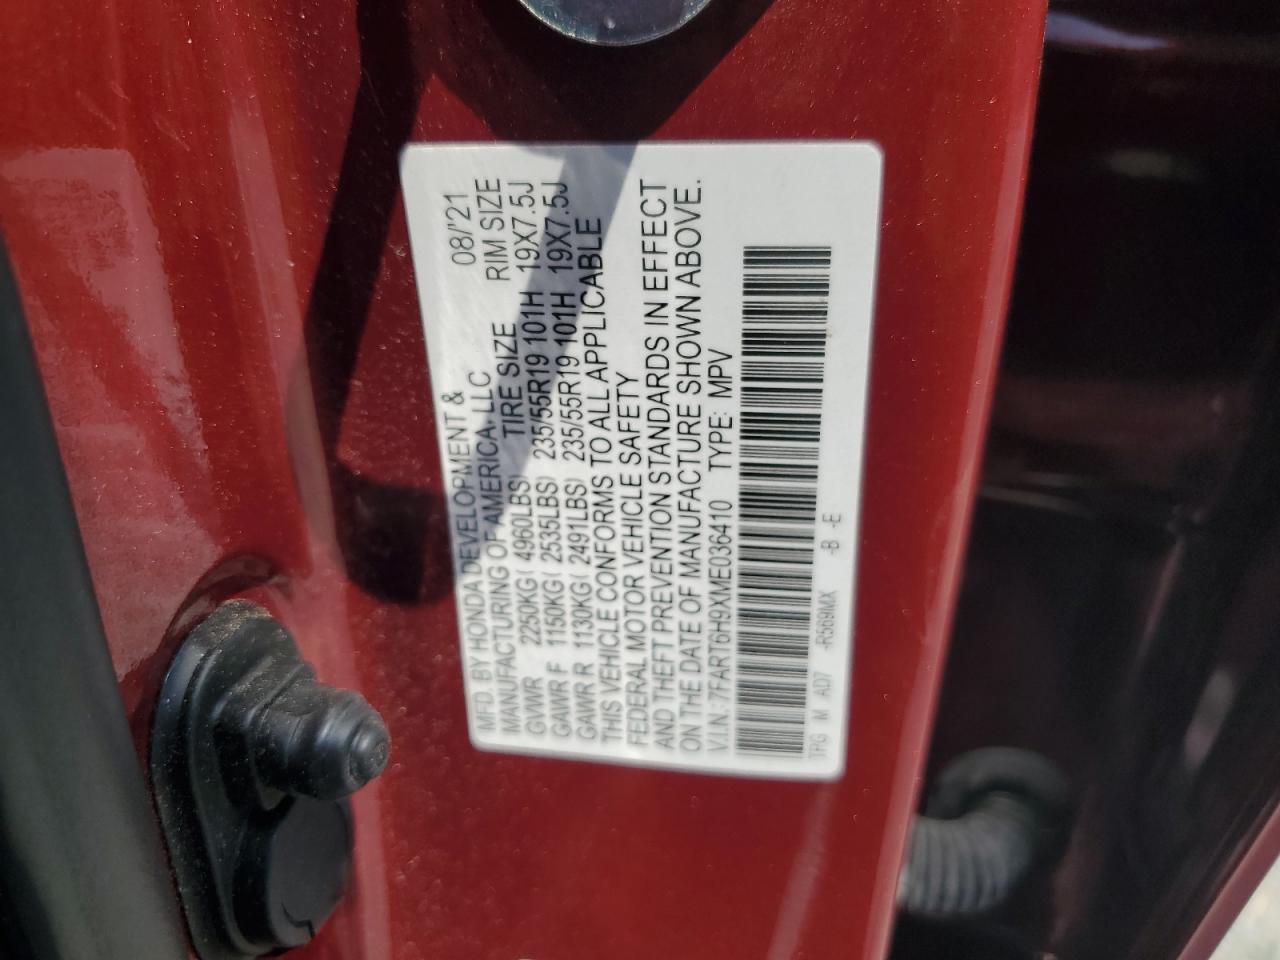 MFD. BY HONDA DEVELOPMENT & 08/'21
MANUFACTURING OF AMERICA, LLC
GVWR 2250KG( 4960LBS) TIRE SIZE RIM SIZE
GAWR F 1150KG( 2535LBS) 235/55R19 101H 19X7.5J
GAWR R 1130KG( 2491LBS) 235/55R19 101H 19X7.5J
THIS VEHICLE CONFORMS TO ALL APPLICABLE
FEDERAL MOTOR VEHICLE SAFETY
AND THEFT PREVENTION STANDARDS IN EFFECT
ON THE DATE OF MANUFACTURE SHOWN ABOVE.
V.I.N.: 7FART6H9XME036410 TYPE: MPV
TPG M AD7 -R569MX -B -E